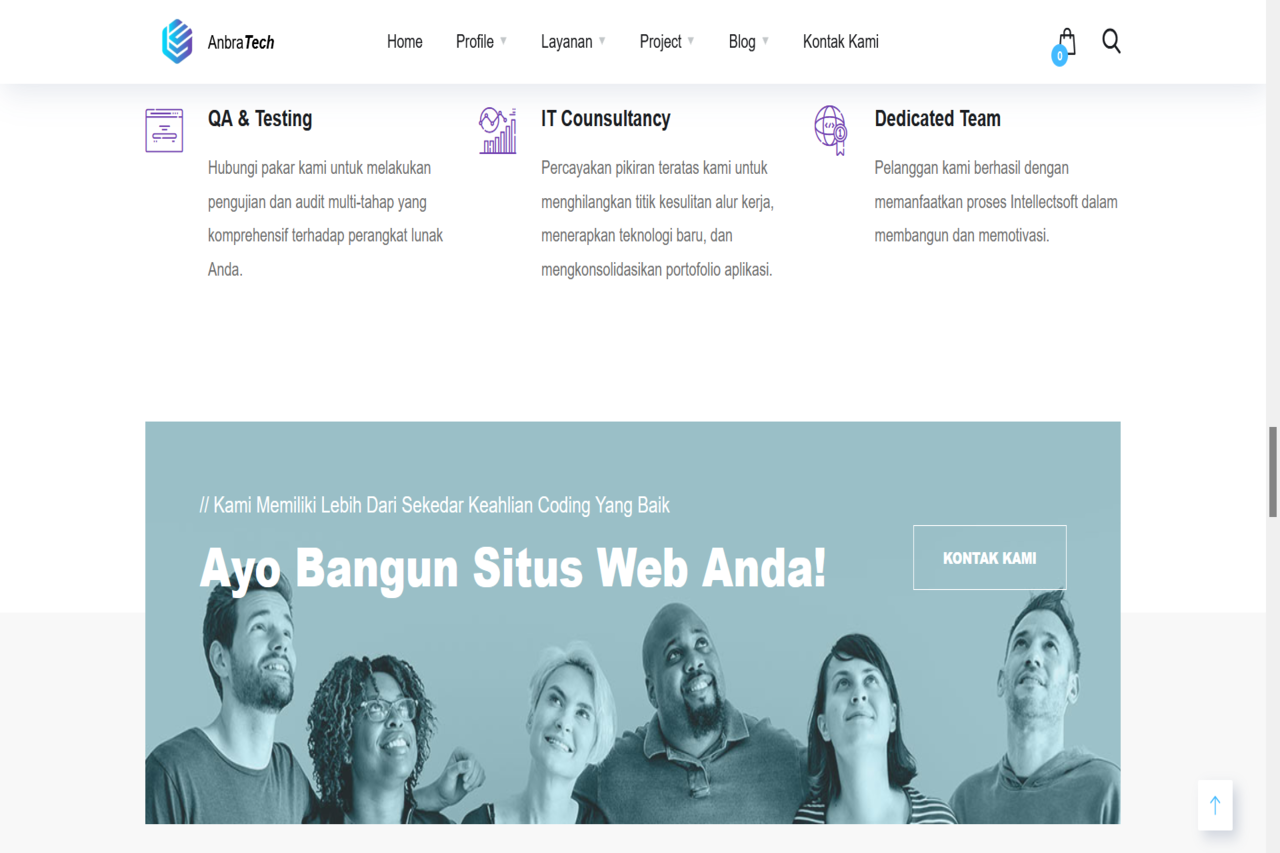 AnbraTech
Home Profile Layanan Project Blog Kontak Kami
0
QA & Testing
Hubungi pakar kami untuk melakukan
pengujian dan audit multi-tahap yang
komprehensif terhadap perangkat lunak
Anda.
IT Counsultancy
Percayakan pikiran teratas kami untuk
menghilangkan titik kesulitan alur kerja,
menerapkan teknologi baru, dan
mengkonsolidasikan portofolio aplikasi.
Dedicated Team
Pelanggan kami berhasil dengan
memanfaatkan proses Intellectsoft dalam
membangun dan memotivasi.
// Kami Memiliki Lebih Dari Sekedar Keahlian Coding Yang Baik
Ayo Bangun Situs Web Anda!
KONTAK KAMI